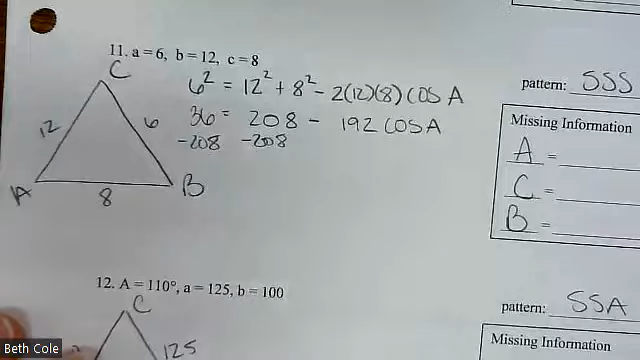 11. a = 6, b = 12, c = 8
C
12
6
A
8
B
6² = 12² + 8² - 2(12)(8) COS A
36 = 208 - 192 COS A
-208 -208
pattern: SSS
Missing Information
A =
C =
B =
12. A = 110°, a = 125, b = 100
C
125
pattern: SSA
Missing Information
Beth Cole